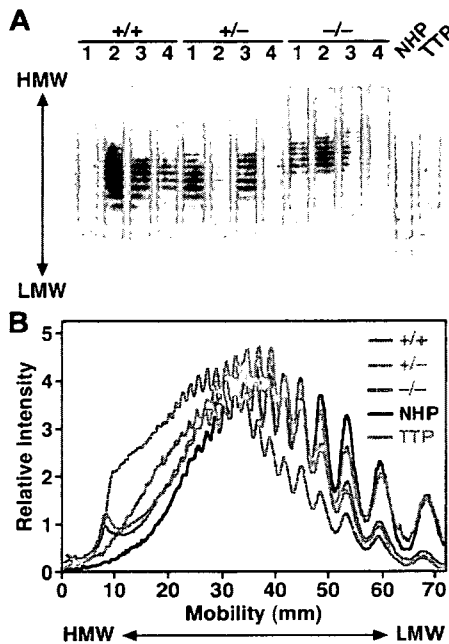 A
+/+ +/− −/−
1 2 3 4 1 2 3 4 1 2 3 4 NHP TTP
HMW
LMW
B
Relative Intensity
5
4
3
2
1
0
+/+
+/−
−/−
NHP
TTP
0 10 20 30 40 50 60 70
Mobility (mm)
HMW LMW